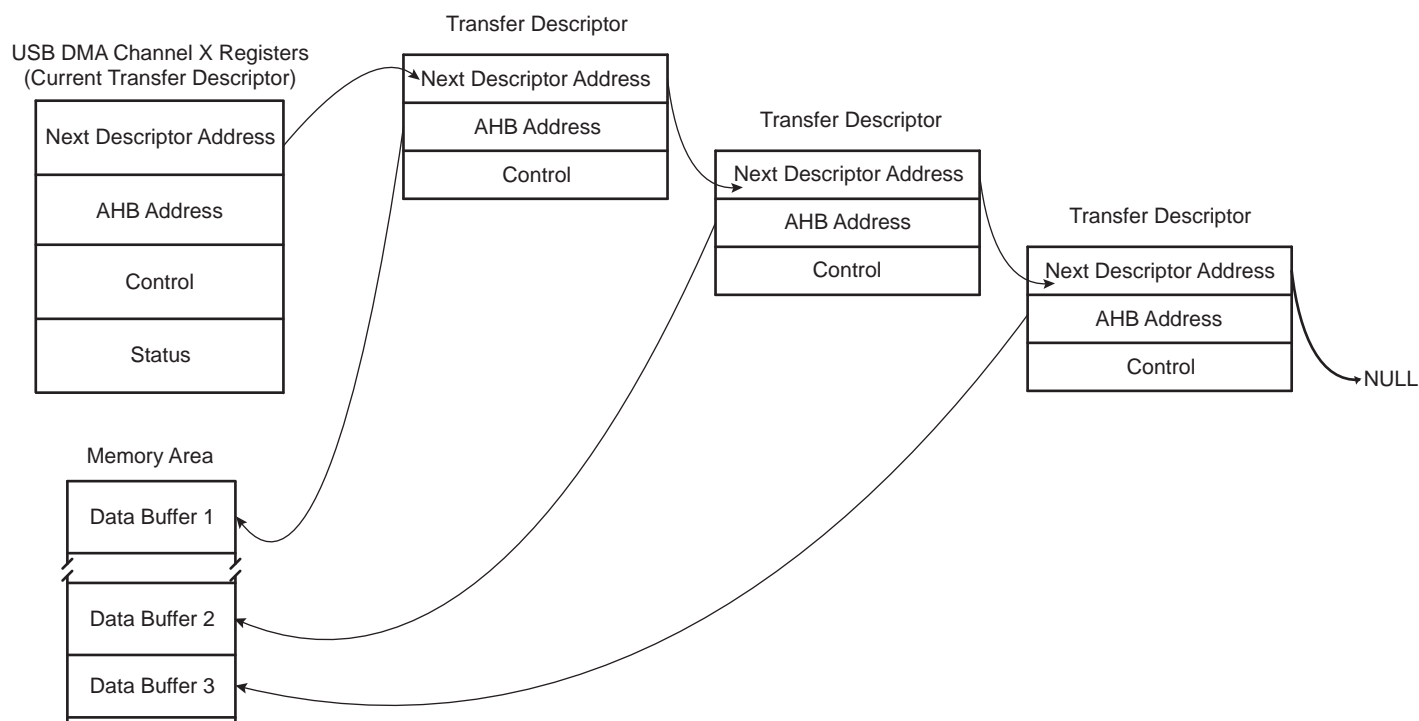 USB DMA Channel X Registers
(Current Transfer Descriptor)
Next Descriptor Address
AHB Address
Control
Status
Transfer Descriptor
Next Descriptor Address
AHB Address
Control
Transfer Descriptor
Next Descriptor Address
AHB Address
Control
Transfer Descriptor
Next Descriptor Address
AHB Address
Control
NULL
Memory Area
Data Buffer 1
Data Buffer 2
Data Buffer 3